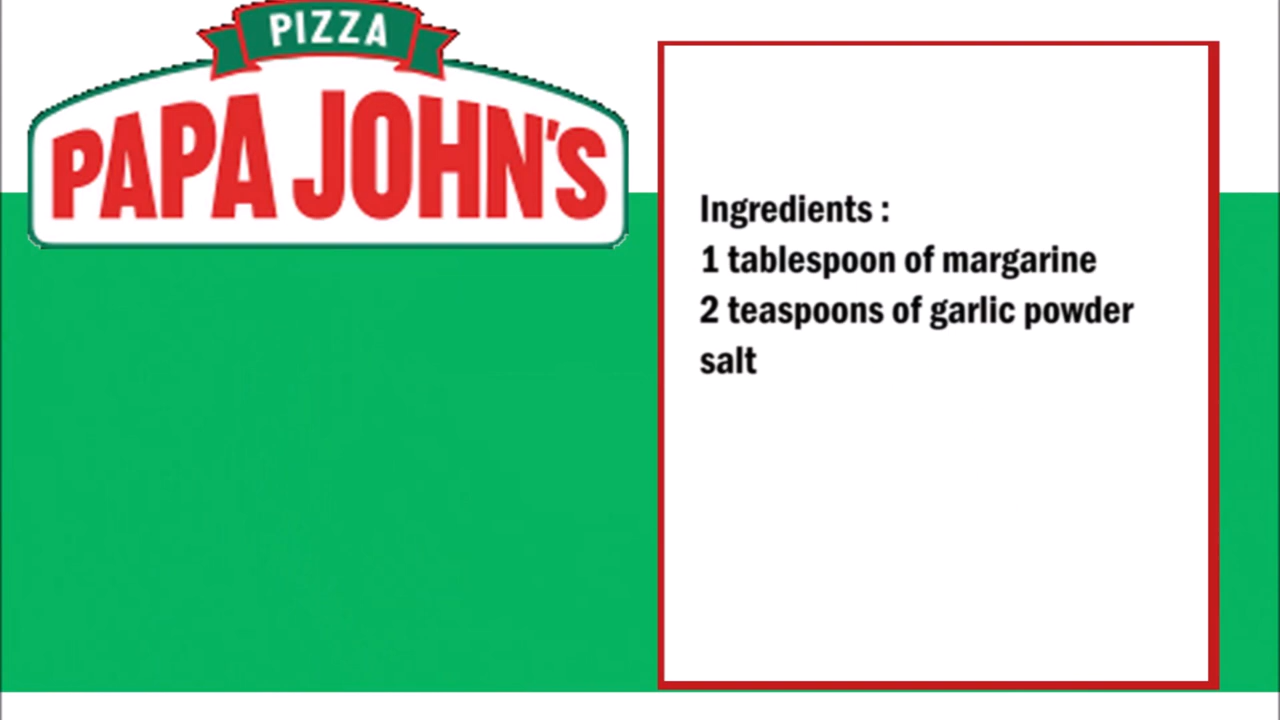 PIZZA
PAPA JOHN'S
Ingredients :
1 tablespoon of margarine
2 teaspoons of garlic powder
salt